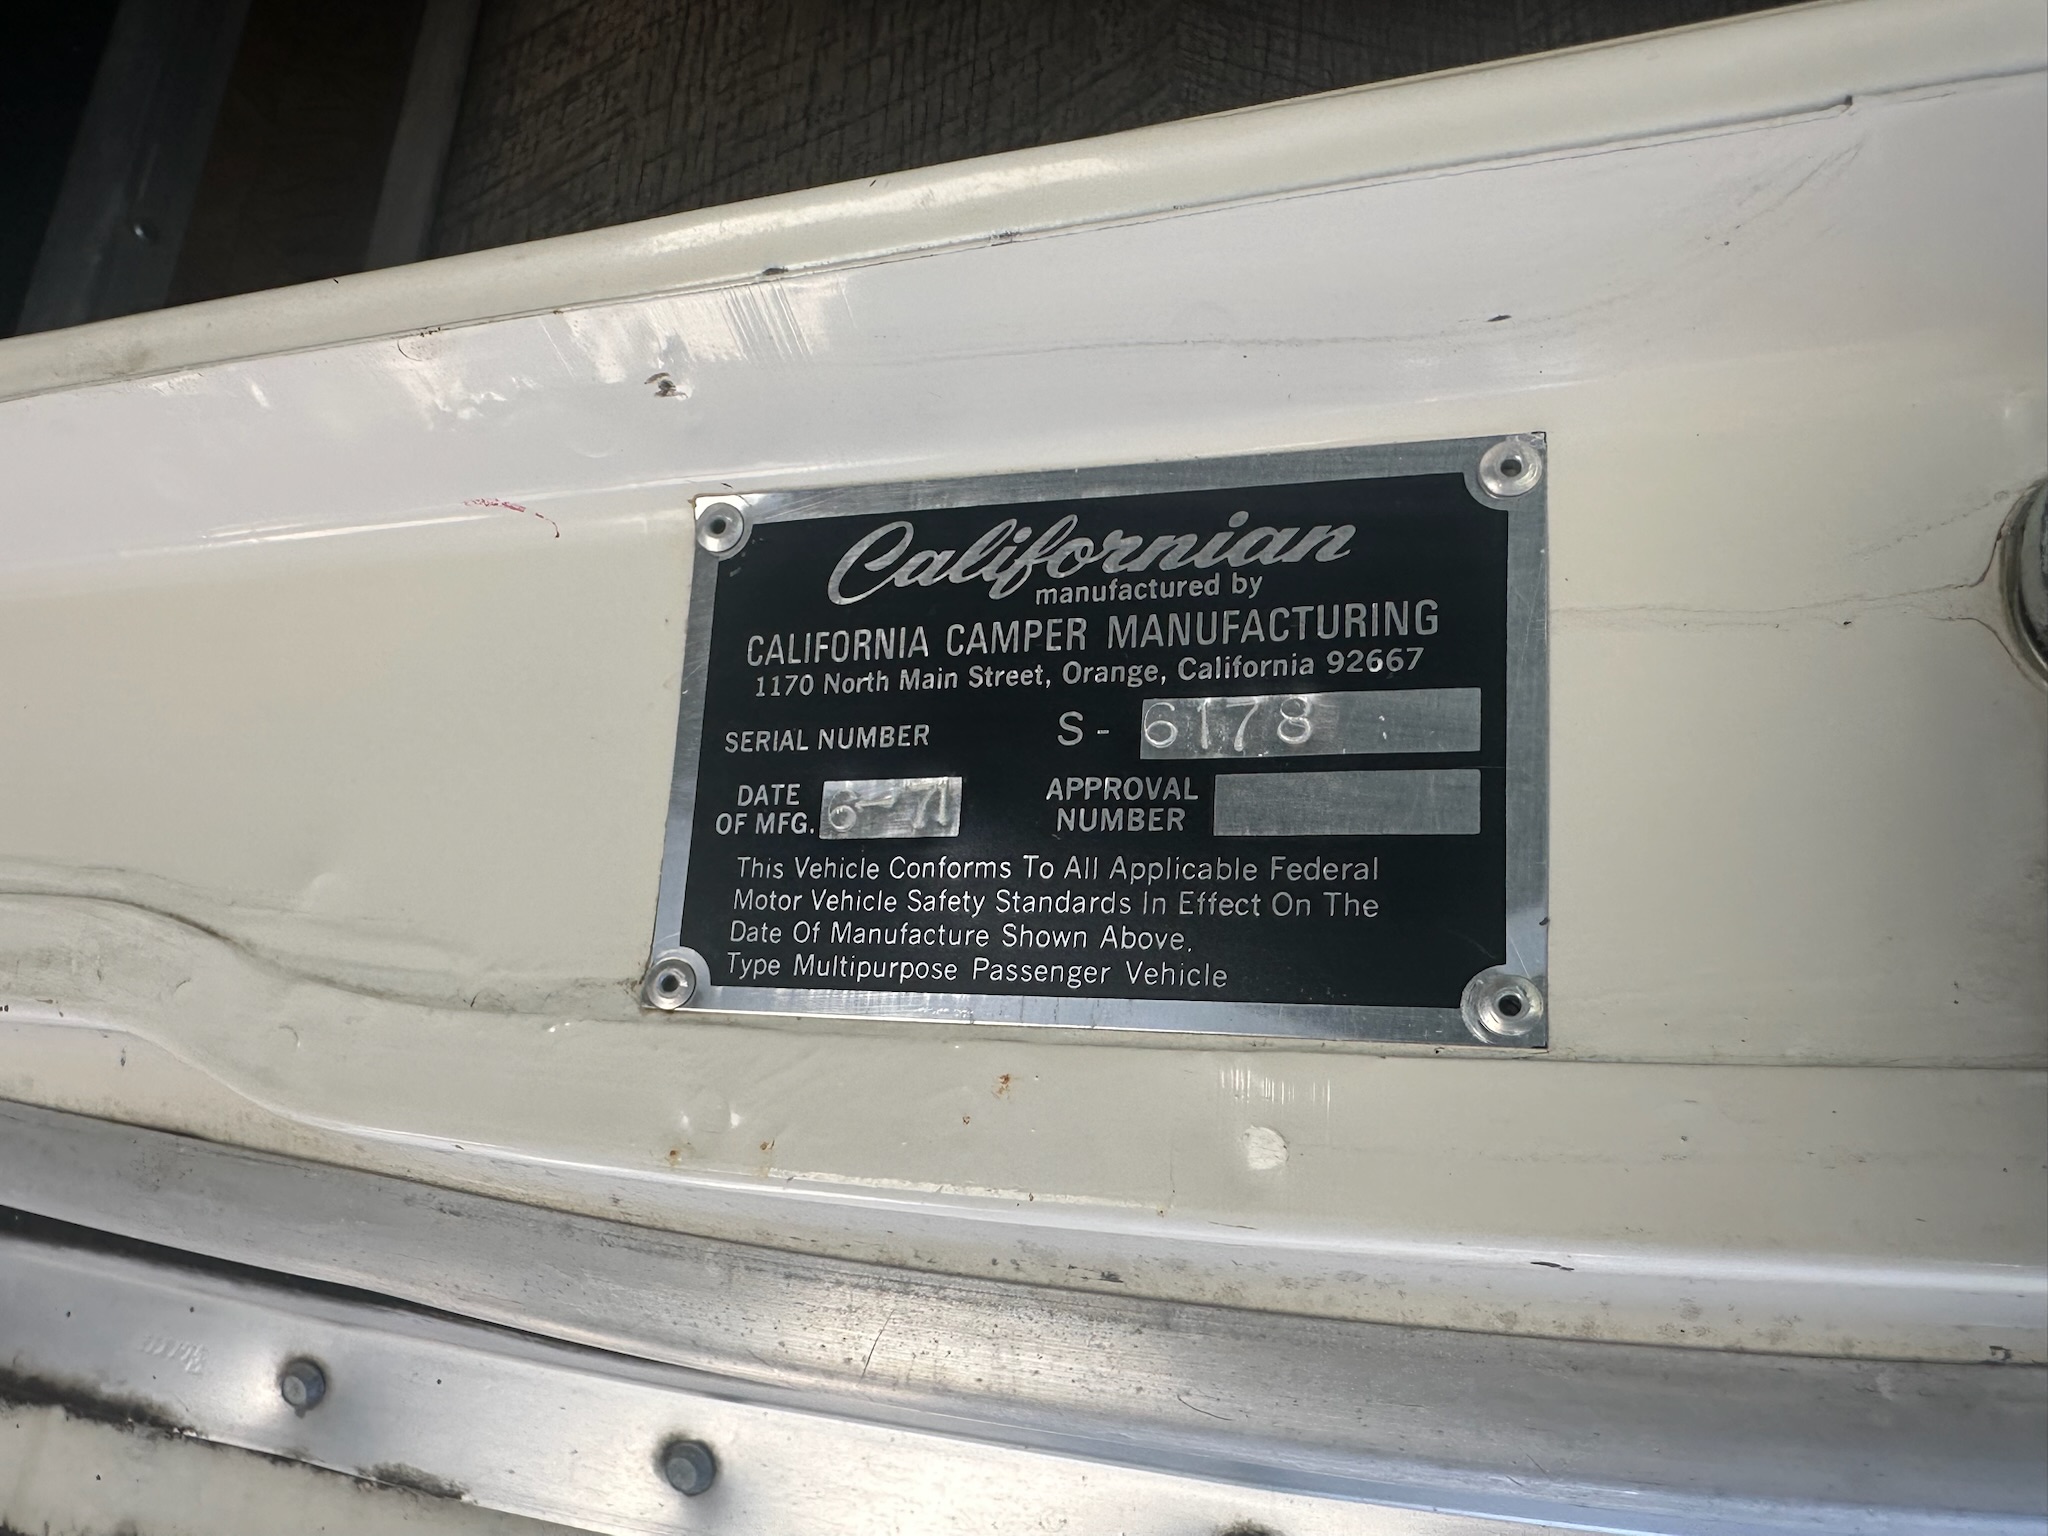 Californian
manufactured by
CALIFORNIA CAMPER MANUFACTURING
1170 North Main Street, Orange, California 92667
SERIAL NUMBER S- 6178
DATE OF MFG. 6-71
APPROVAL NUMBER
This Vehicle Conforms To All Applicable Federal
Motor Vehicle Safety Standards In Effect On The
Date Of Manufacture Shown Above.
Type Multipurpose Passenger Vehicle